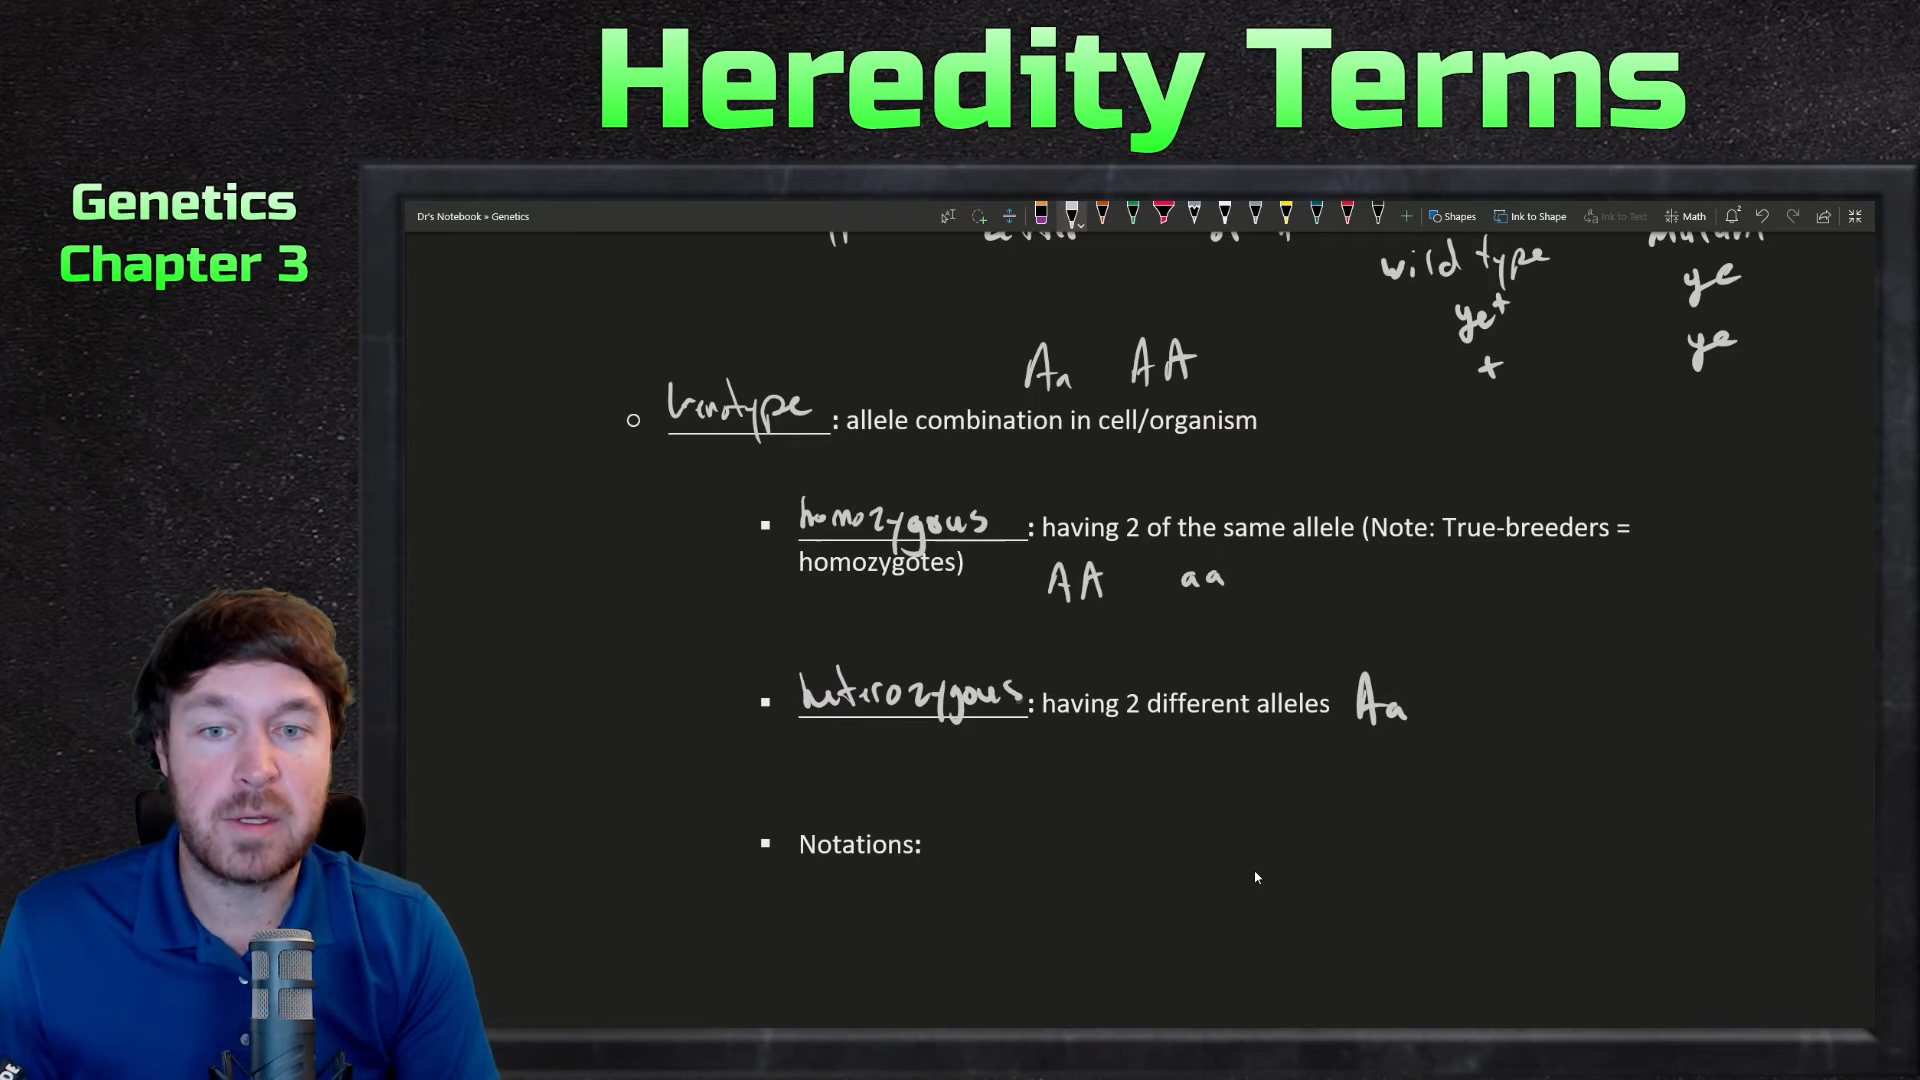 Heredity Terms
Genetics
Chapter 3
Dr's Notebook » Genetics
Shapes
Ink to Shape
Ink to Text
Math
wild type
ye
ye+
ye
+
Aa AA
Genotype : allele combination in cell/organism
homozygous : having 2 of the same allele (Note: True-breeders =
homozygotes)
AA aa
heterozygous : having 2 different alleles Aa
Notations: